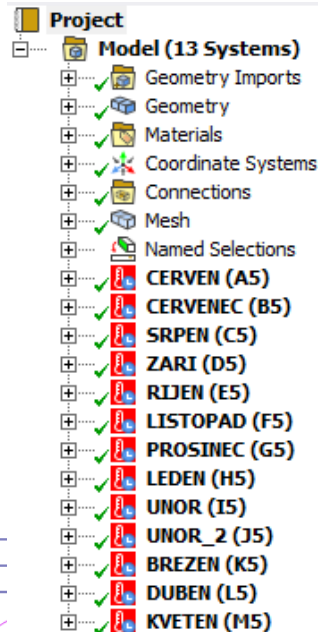 Project
Model (13 Systems)
Geometry Imports
Geometry
Materials
Coordinate Systems
Connections
Mesh
Named Selections
CERVEN (A5)
CERVENEC (B5)
SRPEN (C5)
ZARI (D5)
RIJEN (E5)
LISTOPAD (F5)
PROSINEC (G5)
LEDEN (H5)
UNOR (I5)
UNOR_2 (J5)
BREZEN (K5)
DUBEN (L5)
KVETEN (M5)